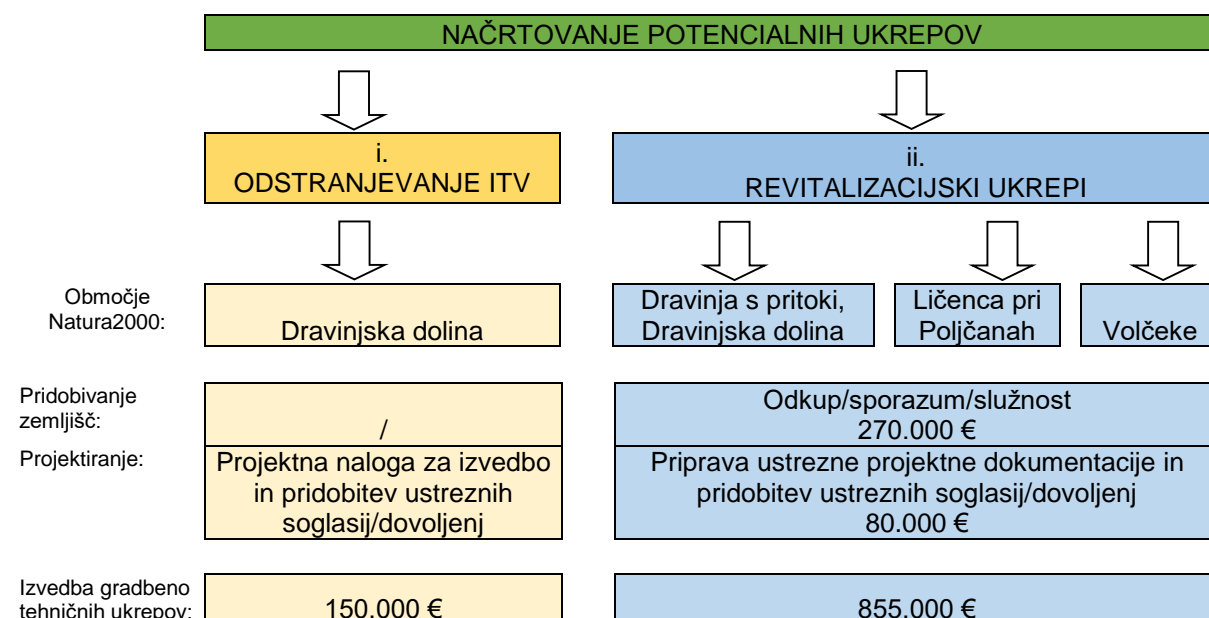 NAČRTOVANJE POTENCIALNIH UKREPOV
i.
ODSTRANJEVANJE ITV
ii.
REVITALIZACIJSKI UKREPI
Območje
Natura2000:
Dravinjska dolina
Dravinja s pritoki,
Dravinjska dolina
Ličenca pri
Poljčanah
Volčeke
Pridobivanje
zemljišč:
/
Odkup/sporazum/služnost
270.000 €
Projektiranje:
Projektna naloga za izvedbo
in pridobitev ustreznih
soglasij/dovoljenj
Priprava ustrezne projektne dokumentacije in
pridobitev ustreznih soglasij/dovoljenj
80.000 €
Izvedba gradbeno
tehničnih ukrepov:
150.000 €
855.000 €